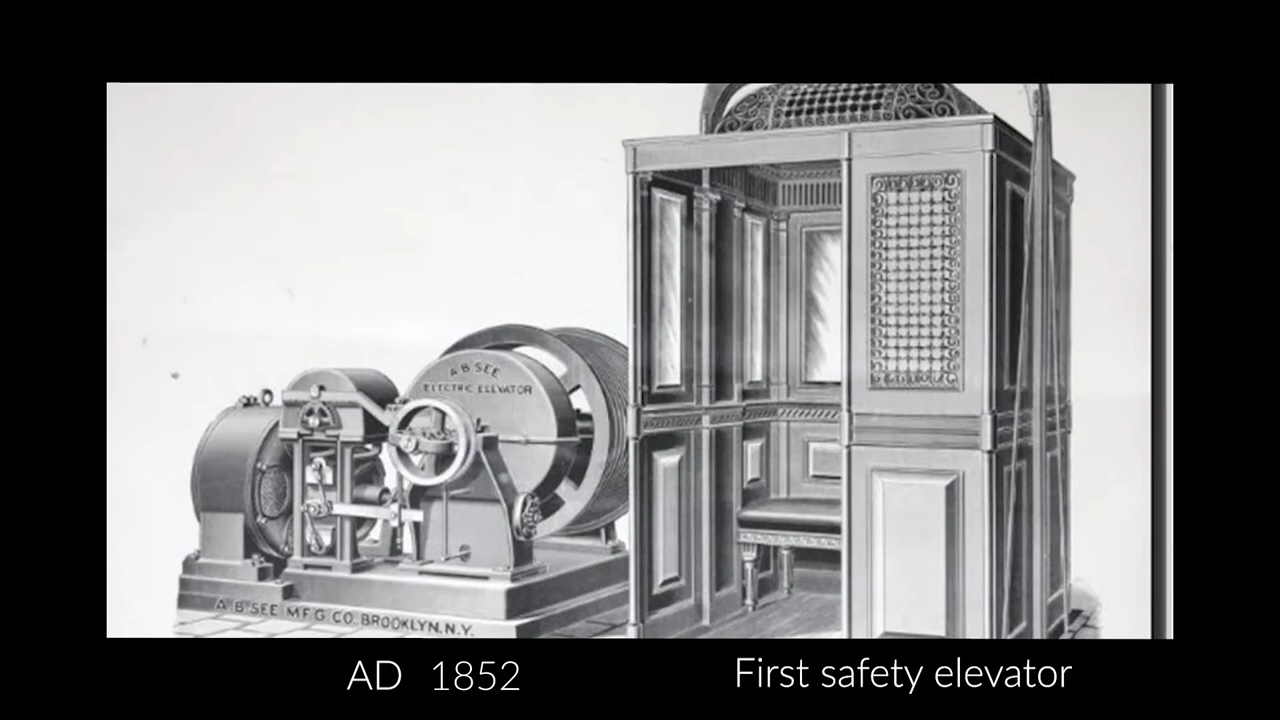 A B SEE
ELECTRIC ELEVATOR
A. B. SEE MFG CO. BROOKLYN. N.Y.
AD 1852
First safety elevator